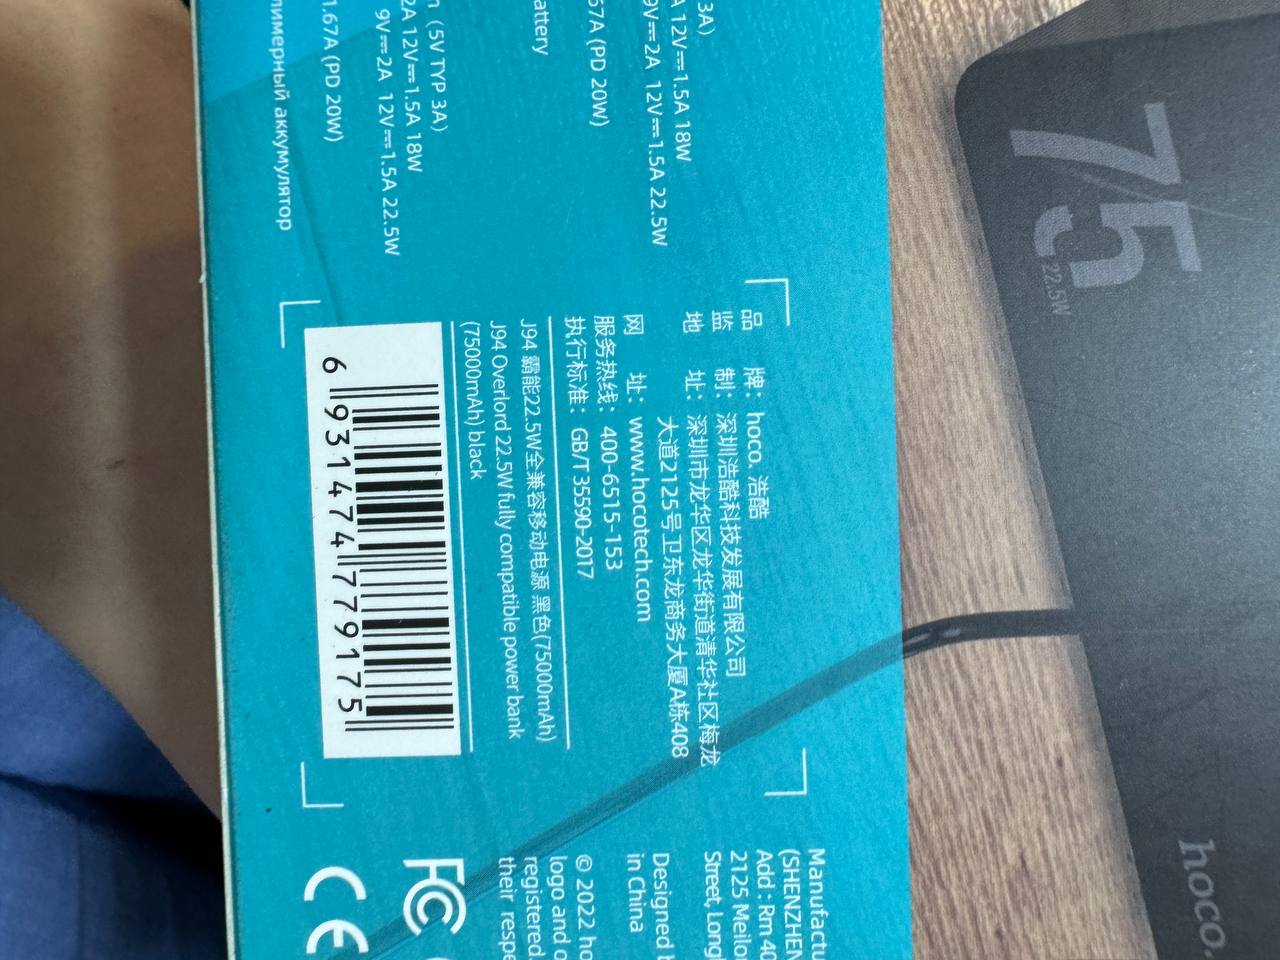 3A)
A 12V⎓1.5A 18W
9V⎓2A 12V⎓1.5A 22.5W
67A (PD 20W)
attery
(5V TYP 3A)
2A 12V⎓1.5A 18W
9V⎓2A 12V⎓1.5A 22.5W
1.67A (PD 20W)
лимерный аккумулятор
品 牌：hoco. 浩酷
监 制：深圳浩酷科技发展有限公司
地 址：深圳市龙华区龙华街道清华社区梅龙
大道2125号卫东龙商务大厦A栋408
网 址：www.hocotech.com
服务热线：400-6515-153
执行标准：GB/T 35590-2017
J94 霸能22.5W全兼容移动电源 黑色(75000mAh)
J94 Overlord 22.5W fully compatible power bank
(75000mAh) black
6 931474 779175
Manufactu
(SHENZHEN
Add : Rm 40
2125 Meilo
Street, Long
Designed b
in China
© 2022 ho
logo and o
registered.
their respe
FC
CE
75
22.5W
hoco.